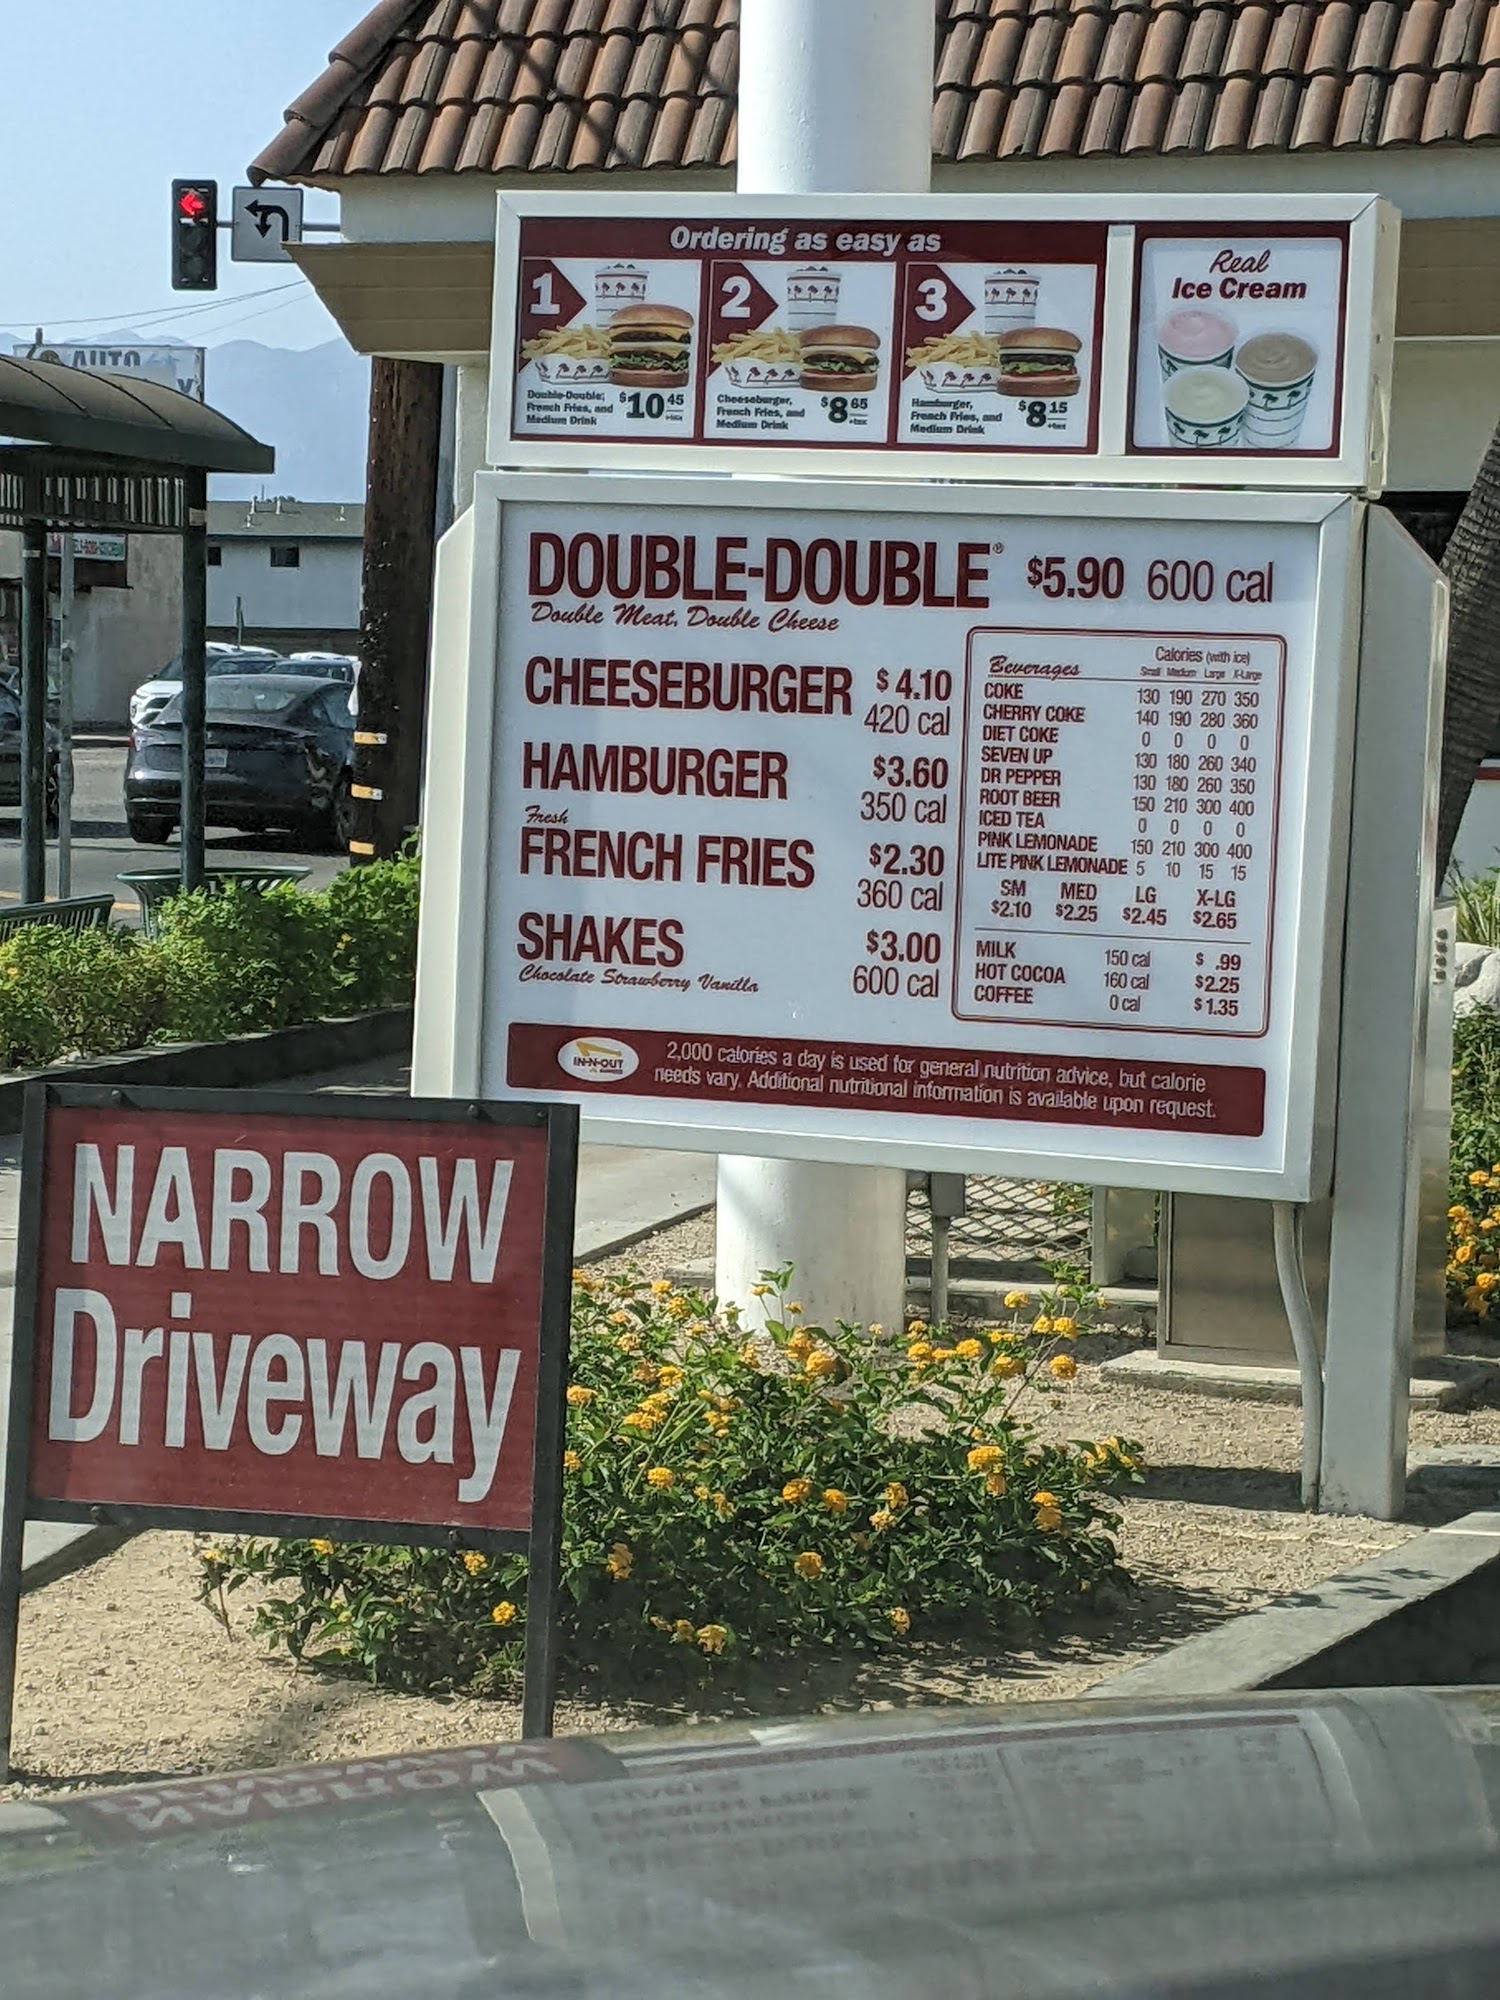 AUTO
Ordering as easy as
1
Double-Double,
French Fries, and
Medium Drink
$10 45
+tax
2
Cheeseburger,
French Fries, and
Medium Drink
$8 65
+tax
3
Hamburger,
French Fries, and
Medium Drink
$8 15
+tax
Real
Ice Cream
DOUBLE-DOUBLE® $5.90 600 cal
Double Meat, Double Cheese
CHEESEBURGER $4.10
420 cal
HAMBURGER $3.60
350 cal
Fresh
FRENCH FRIES $2.30
360 cal
SHAKES $3.00
Chocolate Strawberry Vanilla 600 cal
Beverages Calories (with ice)
Small Medium Large X-Large
COKE 130 190 270 350
CHERRY COKE 140 190 280 360
DIET COKE 0 0 0 0
SEVEN UP 130 180 260 340
DR PEPPER 130 180 260 350
ROOT BEER 150 210 300 400
ICED TEA 0 0 0 0
PINK LEMONADE 150 210 300 400
LITE PINK LEMONADE 5 10 15 15
SM MED LG X-LG
$2.10 $2.25 $2.45 $2.65
MILK 150 cal $ .99
HOT COCOA 160 cal $2.25
COFFEE 0 cal $1.35
IN-N-OUT
2,000 calories a day is used for general nutrition advice, but calorie
needs vary. Additional nutritional information is available upon request.
NARROW
Driveway